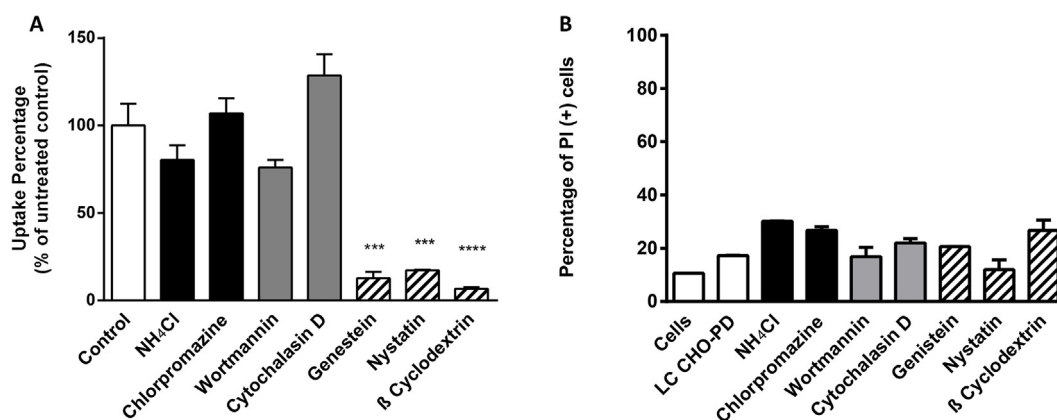 A
Uptake Percentage
(% of untreated control)
150
100
50
0
***
***
****
Control
NH₄Cl
Chlorpromazine
Wortmannin
Cytochalasin D
Genestein
Nystatin
ß Cyclodextrin
B
Percentage of PI (+) cells
100
80
60
40
20
0
Cells
LC CHO-PD
NH₄Cl
Chlorpromazine
Wortmannin
Cytochalasin D
Genistein
Nystatin
ß Cyclodextrin